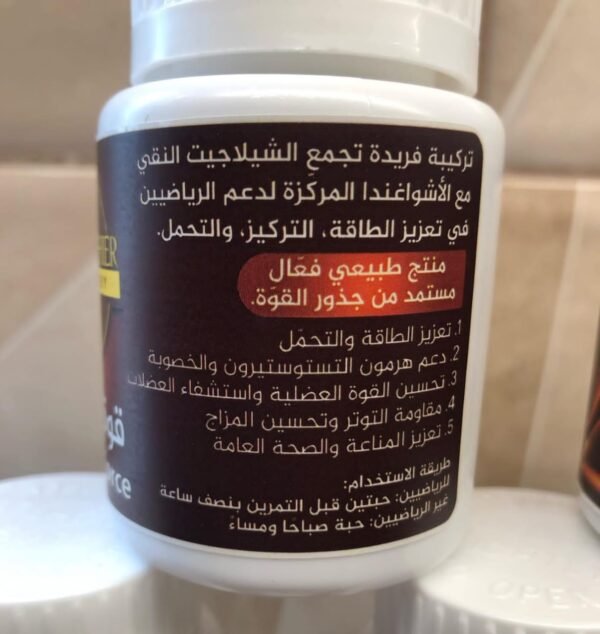 تركيبة فريدة تجمع الشيلاجيت النقي
مع الأشواغندا المركزة لدعم الرياضيين
في تعزيز الطاقة، التركيز، والتحمل.
منتج طبيعي فعّال
مستمد من جذور القوّة.
1. تعزيز الطاقة والتحمّل
2. دعم هرمون التستوستيرون والخصوبة
3. تحسين القوة العضلية واستشفاء العضلات
4. مقاومة التوتر وتحسين المزاج
5. تعزيز المناعة والصحة العامة
طريقة الاستخدام:
للرياضيين: حبتين قبل التمرين بنصف ساعة
غير الرياضيين: حبة صباحًا ومساءً
OPEN